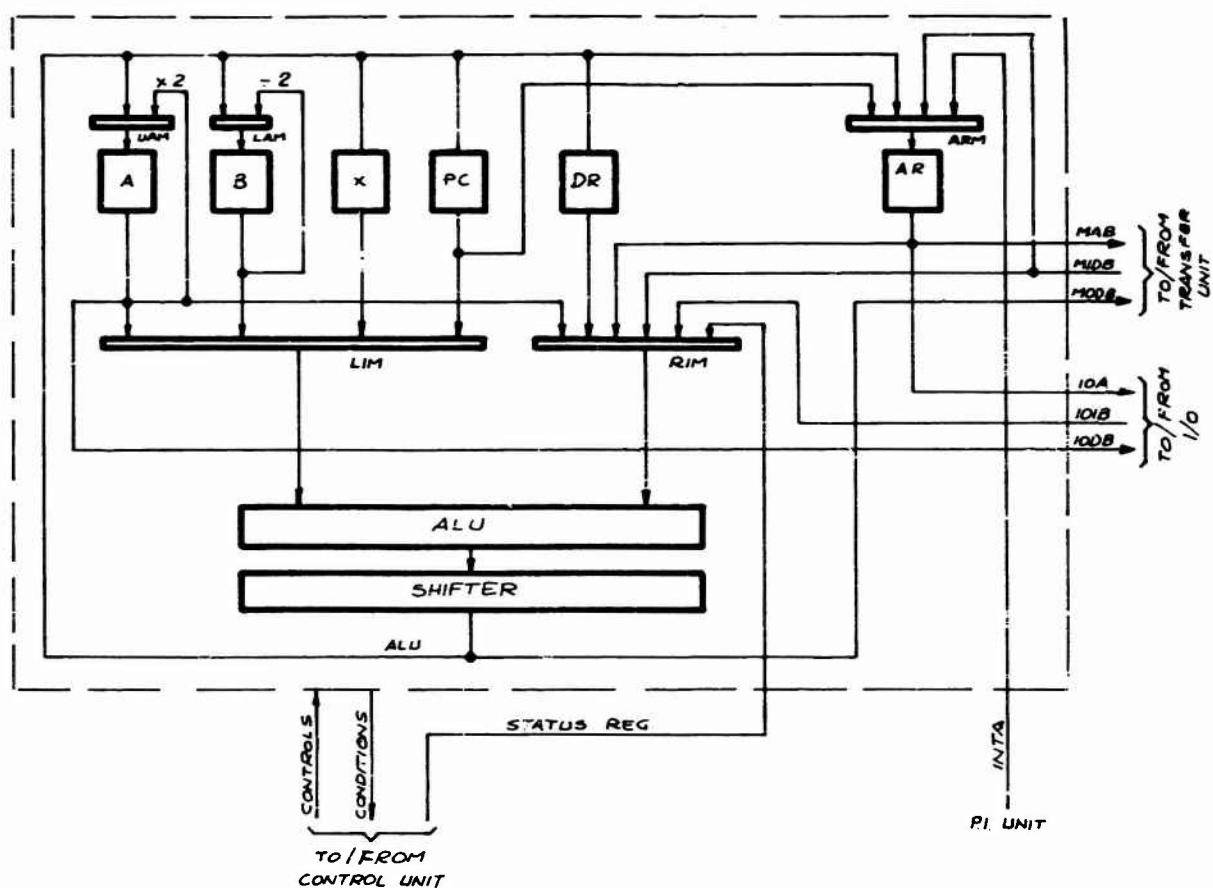 x 2
÷ 2
UAM
LAM
ARM
A
B
X
PC
DR
AR
MAB
MIDB
MODB
TO/FROM
TRANSFER
UNIT
LIM
RIM
IOA
IOIB
IODB
TO/FROM
I/O
ALU
SHIFTER
ALU
CONTROLS
CONDITIONS
STATUS REG
INTA
P.I. UNIT
TO/FROM
CONTROL UNIT